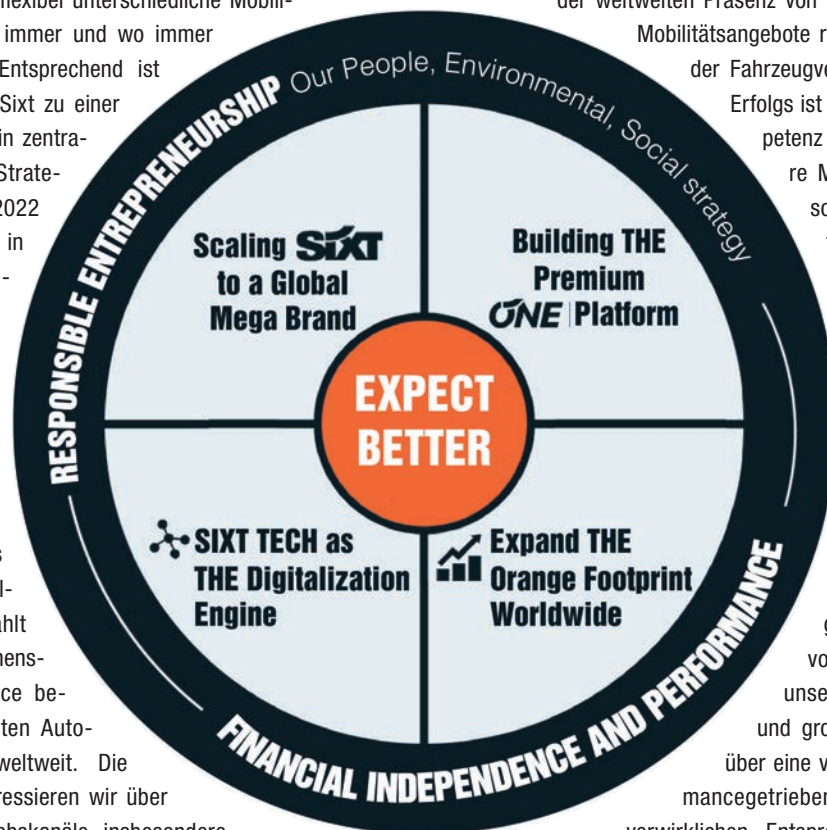 flexibel unterschiedliche Mobili-
immer und wo immer
Entsprechend ist
Sixt zu einer
in zentra-
Strate-
2022
in
der weltweiten Präsenz von
Mobilitätsangebote
der Fahrzeugve
Erfolgs ist
petenz
re M
RESPONSIBLE ENTREPRENEURSHIP Our People, Environmental, Social strategy
Scaling SIXT
to a Global
Mega Brand
Building THE
Premium
ONE | Platform
EXPECT
BETTER
SIXT TECH as
THE Digitalization
Engine
Expand THE
Orange Footprint
Worldwide
FINANCIAL INDEPENDENCE AND PERFORMANCE
ahlt
mens-
ce be-
ten Auto-
weltweit. Die
ressieren wir über
unse
und gro
über eine v
mancegetrieben
verwirklichen. Entspre